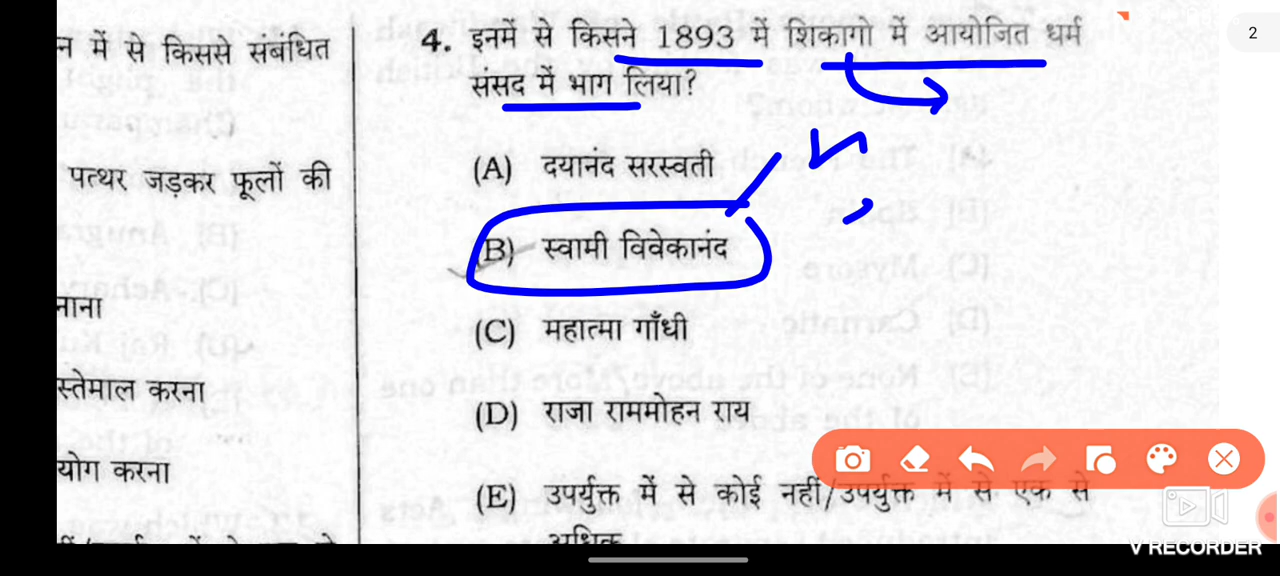 न में से किससे संबंधित
पत्थर जड़कर फूलों की
नाना
स्तेमाल करना
योग करना
4. इनमें से किसने 1893 में शिकागो में आयोजित धर्म
संसद में भाग लिया?
(A) दयानंद सरस्वती
(B) स्वामी विवेकानंद
(C) महात्मा गाँधी
(D) राजा राममोहन राय
(E) उपर्युक्त में से कोई नहीं/उपर्युक्त में से एक से
अधिक
2
V RECORDER